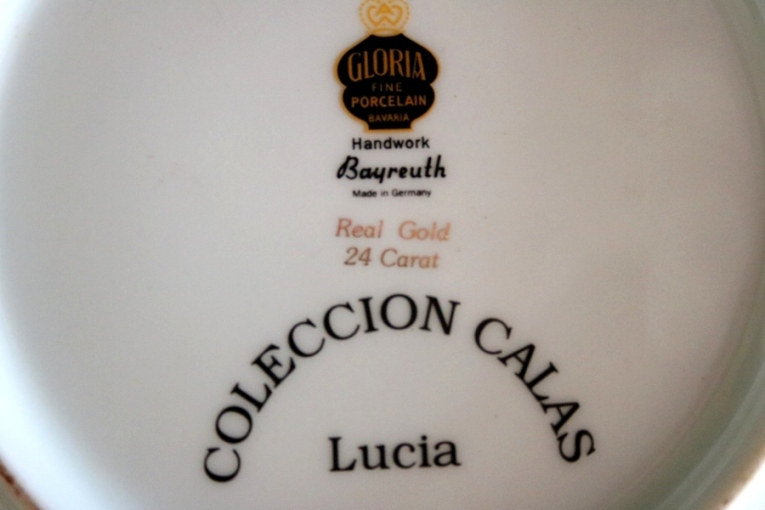 GLORIA
FINE
PORCELAIN
BAVARIA
Handwork
Bayreuth
Made in Germany
Real Gold
24 Carat
COLECCION CALAS
Lucia